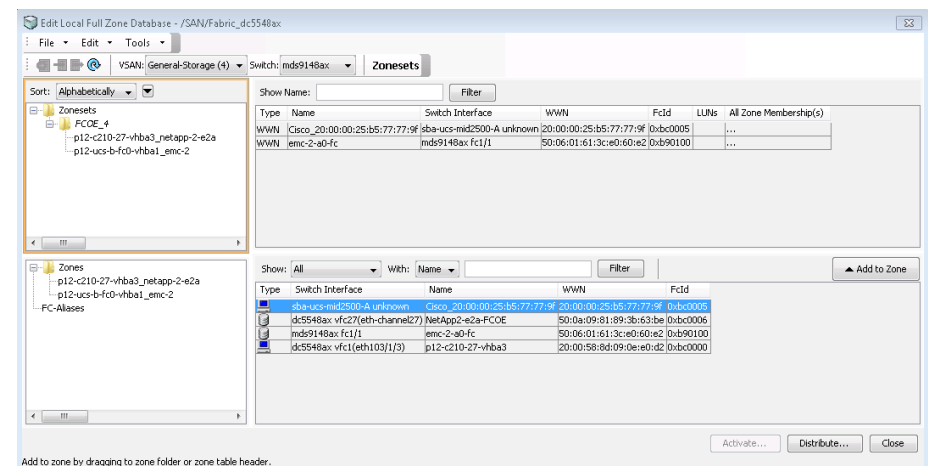 Edit Local Full Zone Database - /SAN/Fabric_dc5548ax
File Edit Tools
VSAN: General-Storage (4) Switch: mds9148ax Zonesets
Sort: Alphabetically
Zonesets
FCOE_4
p12-c210-27-vhba3_netapp-2-e2a
p12-ucs-b-fc0-vhba1_emc-2
Show Name: Filter
Type Name Switch Interface WWN FcId LUNs All Zone Membership(s)
WWN Cisco_20:00:00:25:b5:77:77:9f sba-ucs-mid2500-A unknown 20:00:00:25:b5:77:77:9f 0xbc0005 ...
WWN emc-2-a0-fc mds9148ax fc1/1 50:06:01:61:3c:e0:60:e2 0xb90100 ...
Zones
p12-c210-27-vhba3_netapp-2-e2a
p12-ucs-b-fc0-vhba1_emc-2
FC-Aliases
Show: All With: Name Filter Add to Zone
Type Switch Interface Name WWN FcId
sba-ucs-mid2500-A unknown Cisco_20:00:00:25:b5:77:77:9f 20:00:00:25:b5:77:77:9f 0xbc0005
dc5548ax vfc27(eth-channel27) NetApp2-e2a-FCOE 50:0a:09:81:89:3b:63:be 0xbc0006
mds9148ax fc1/1 emc-2-a0-fc 50:06:01:61:3c:e0:60:e2 0xb90100
dc5548ax vfc1(eth103/1/3) p12-c210-27-vhba3 20:00:58:8d:09:0e:e0:d2 0xbc0000
Activate... Distribute... Close
Add to zone by dragging to zone folder or zone table header.